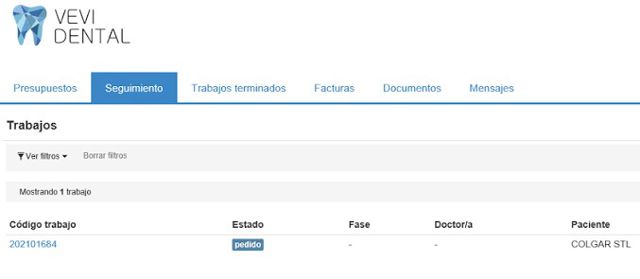 VEVI
DENTAL
Presupuestos Seguimiento Trabajos terminados Facturas Documentos Mensajes
Trabajos
Ver filtros Borrar filtros
Mostrando 1 trabajo
Código trabajo Estado Fase Doctor/a Paciente
202101684 pedido - - COLGAR STL